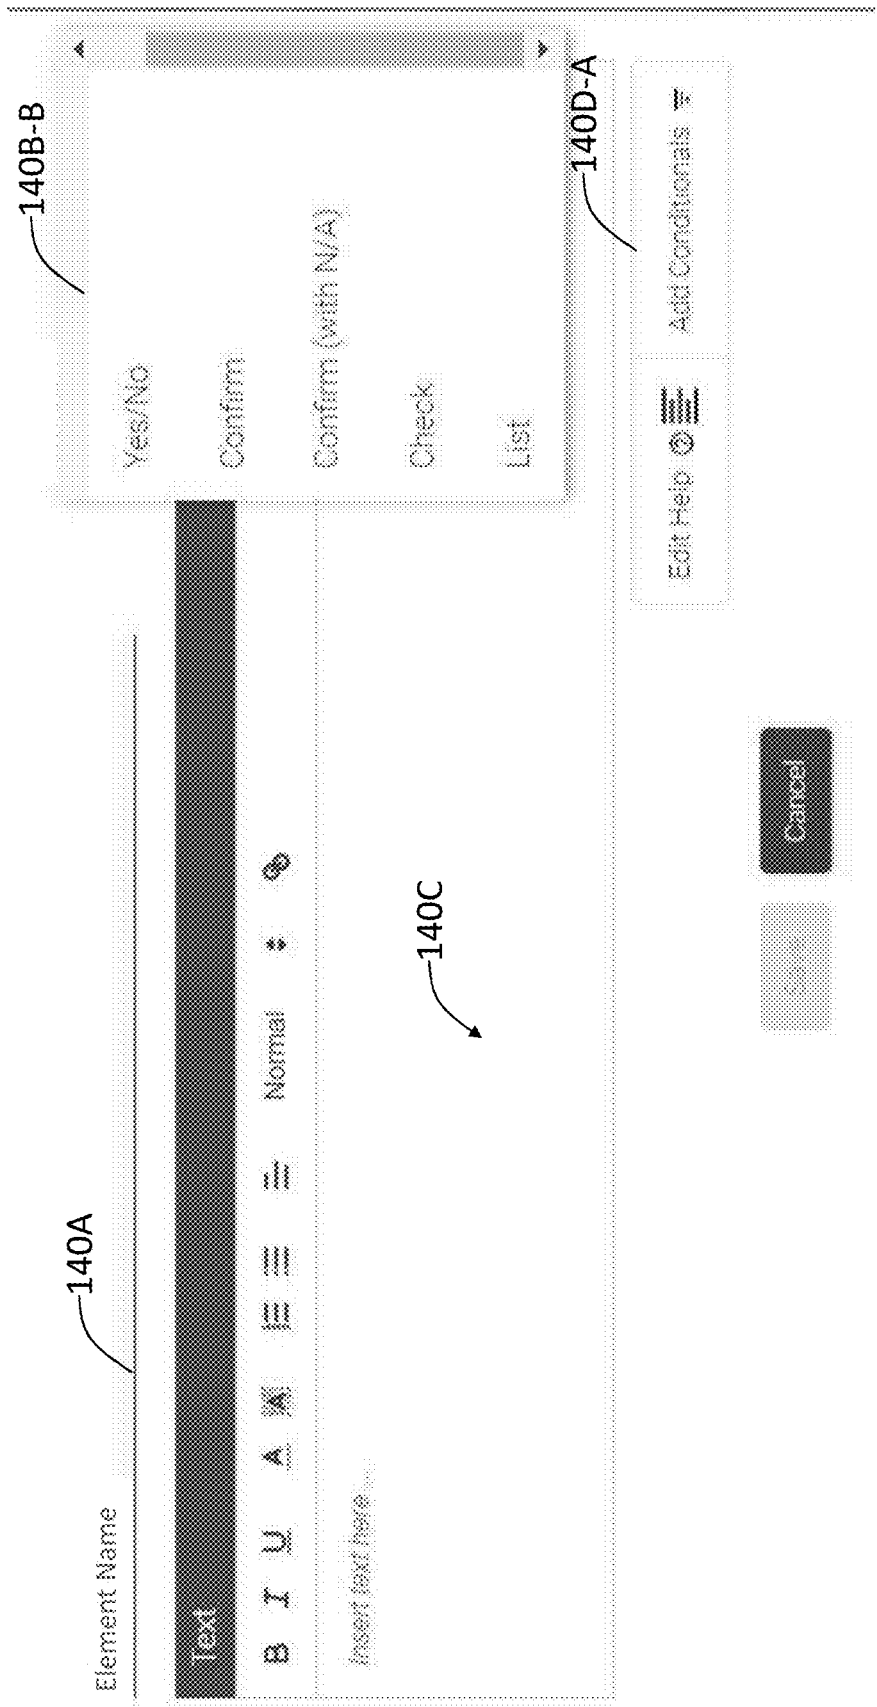 140A
140B-B
Element Name
Yes/No
Text
Confirm
B I U A A Normal
Confirm (with N/A)
Insert text here ...
Check
140C
List
140D-A
Edit Help
Add Conditionals
Cancel